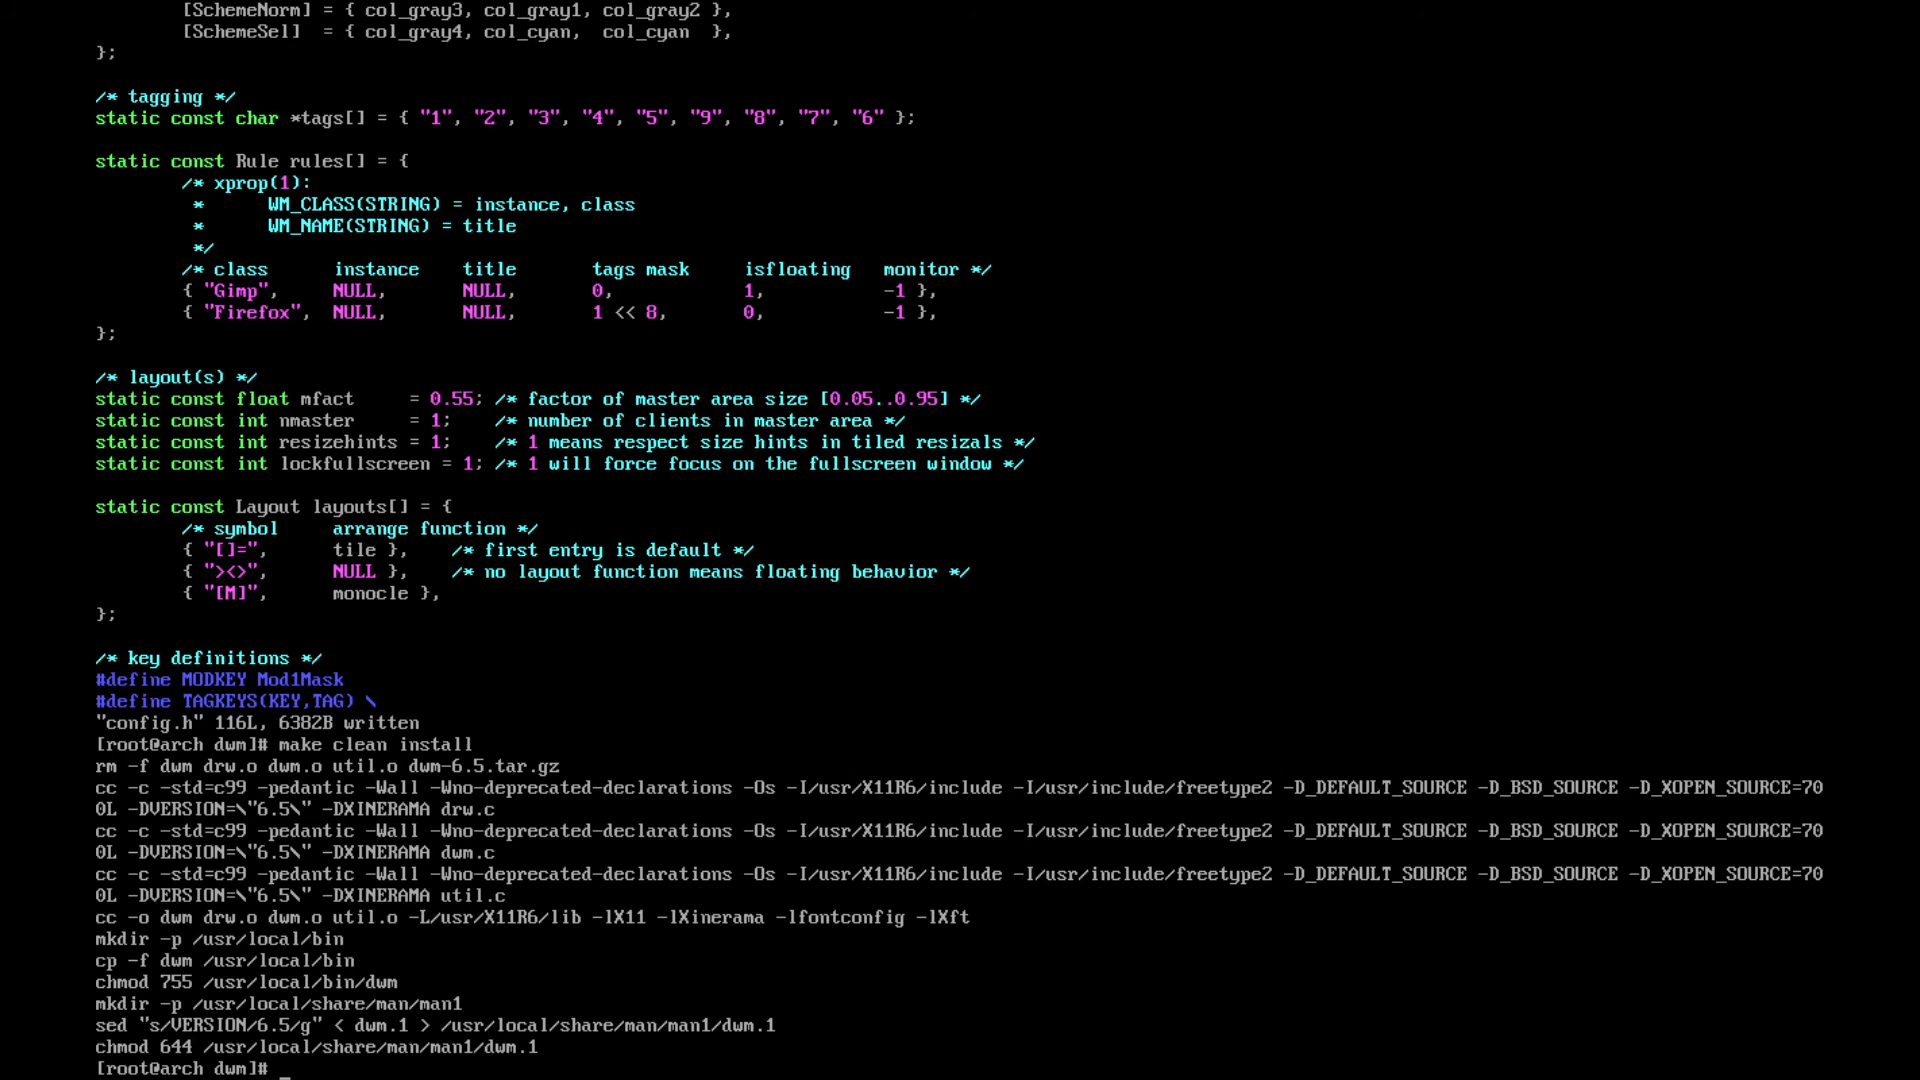 [SchemeNorm] = { col_gray3, col_gray1, col_gray2 },
[SchemeSel]  = { col_gray4, col_cyan,  col_cyan  },
};
/* tagging */
static const char *tags[] = { "1", "2", "3", "4", "5", "9", "8", "7", "6" };
static const Rule rules[] = {
/* xprop(1):
*      WM_CLASS(STRING) = instance, class
*      WM_NAME(STRING) = title
*/
/* class      instance    title       tags mask     isfloating   monitor */
{ "Gimp",     NULL,       NULL,       0,            1,           -1 },
{ "Firefox",  NULL,       NULL,       1 << 8,       0,           -1 },
};
/* layout(s) */
static const float mfact     = 0.55; /* factor of master area size [0.05..0.95] */
static const int nmaster     = 1;    /* number of clients in master area */
static const int resizehints = 1;    /* 1 means respect size hints in tiled resizals */
static const int lockfullscreen = 1; /* 1 will force focus on the fullscreen window */
static const Layout layouts[] = {
/* symbol     arrange function */
{ "[]=",      tile },    /* first entry is default */
{ "><>",      NULL },    /* no layout function means floating behavior */
{ "[M]",      monocle },
};
/* key definitions */
#define MODKEY Mod1Mask
#define TAGKEYS(KEY,TAG) \
"config.h" 116L, 6382B written
[root@arch dwm]# make clean install
rm -f dwm drw.o dwm.o util.o dwm-6.5.tar.gz
cc -c -std=c99 -pedantic -Wall -Wno-deprecated-declarations -Os -I/usr/X11R6/include -I/usr/include/freetype2 -D_DEFAULT_SOURCE -D_BSD_SOURCE -D_XOPEN_SOURCE=70
0L -DVERSION=\"6.5\" -DXINERAMA drw.c
cc -c -std=c99 -pedantic -Wall -Wno-deprecated-declarations -Os -I/usr/X11R6/include -I/usr/include/freetype2 -D_DEFAULT_SOURCE -D_BSD_SOURCE -D_XOPEN_SOURCE=70
0L -DVERSION=\"6.5\" -DXINERAMA dwm.c
cc -c -std=c99 -pedantic -Wall -Wno-deprecated-declarations -Os -I/usr/X11R6/include -I/usr/include/freetype2 -D_DEFAULT_SOURCE -D_BSD_SOURCE -D_XOPEN_SOURCE=70
0L -DVERSION=\"6.5\" -DXINERAMA util.c
cc -o dwm drw.o dwm.o util.o -L/usr/X11R6/lib -lX11 -lXinerama -lfontconfig -lXft
mkdir -p /usr/local/bin
cp -f dwm /usr/local/bin
chmod 755 /usr/local/bin/dwm
mkdir -p /usr/local/share/man/man1
sed "s/VERSION/6.5/g" < dwm.1 > /usr/local/share/man/man1/dwm.1
chmod 644 /usr/local/share/man/man1/dwm.1
[root@arch dwm]# _